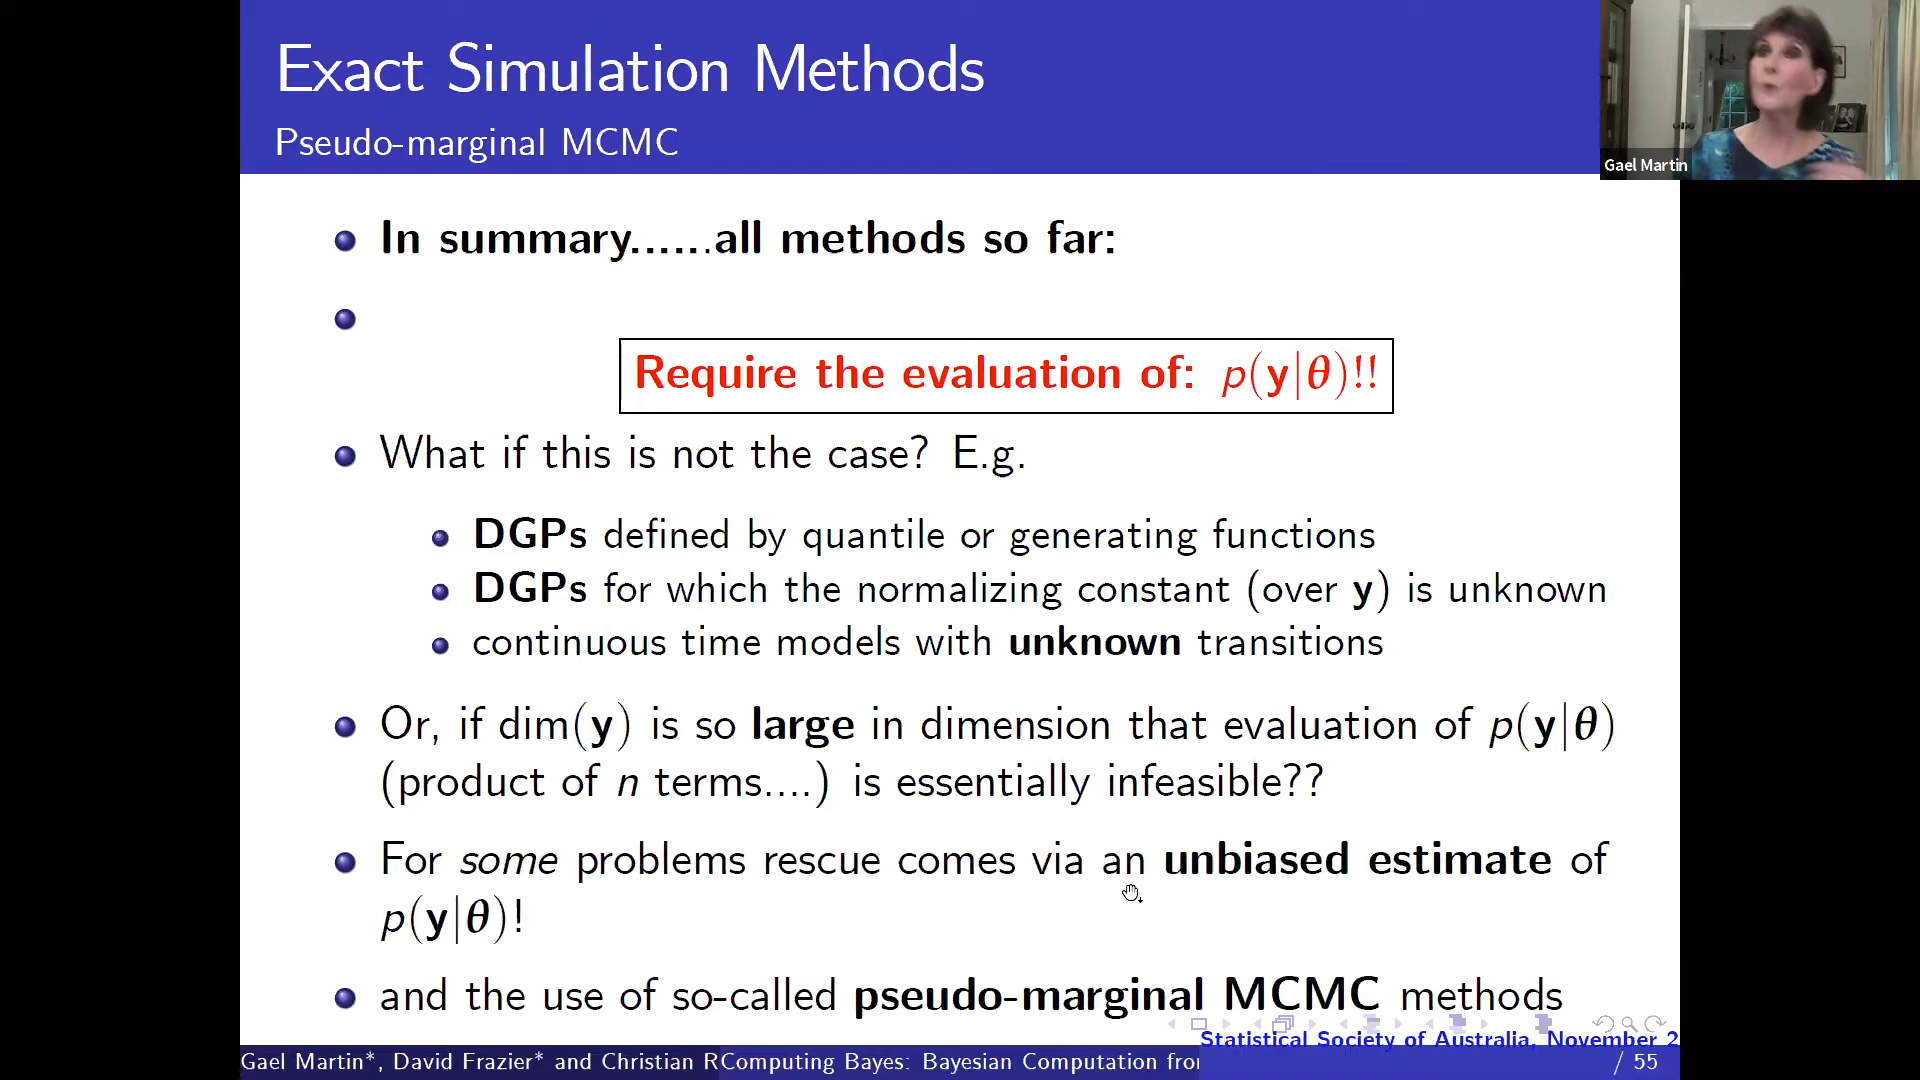 Exact Simulation Methods
Pseudo-marginal MCMC
Gael Martin
In summary......all methods so far:
Require the evaluation of: p(y|θ)!!
What if this is not the case? E.g.
DGPs defined by quantile or generating functions
DGPs for which the normalizing constant (over y) is unknown
continuous time models with unknown transitions
Or, if dim(y) is so large in dimension that evaluation of p(y|θ)
(product of n terms....) is essentially infeasible??
For some problems rescue comes via an unbiased estimate of
p(y|θ)!
and the use of so-called pseudo-marginal MCMC methods
Statistical Society of Australia, November 2
Gael Martin*, David Frazier* and Christian R Computing Bayes: Bayesian Computation fro
/ 55